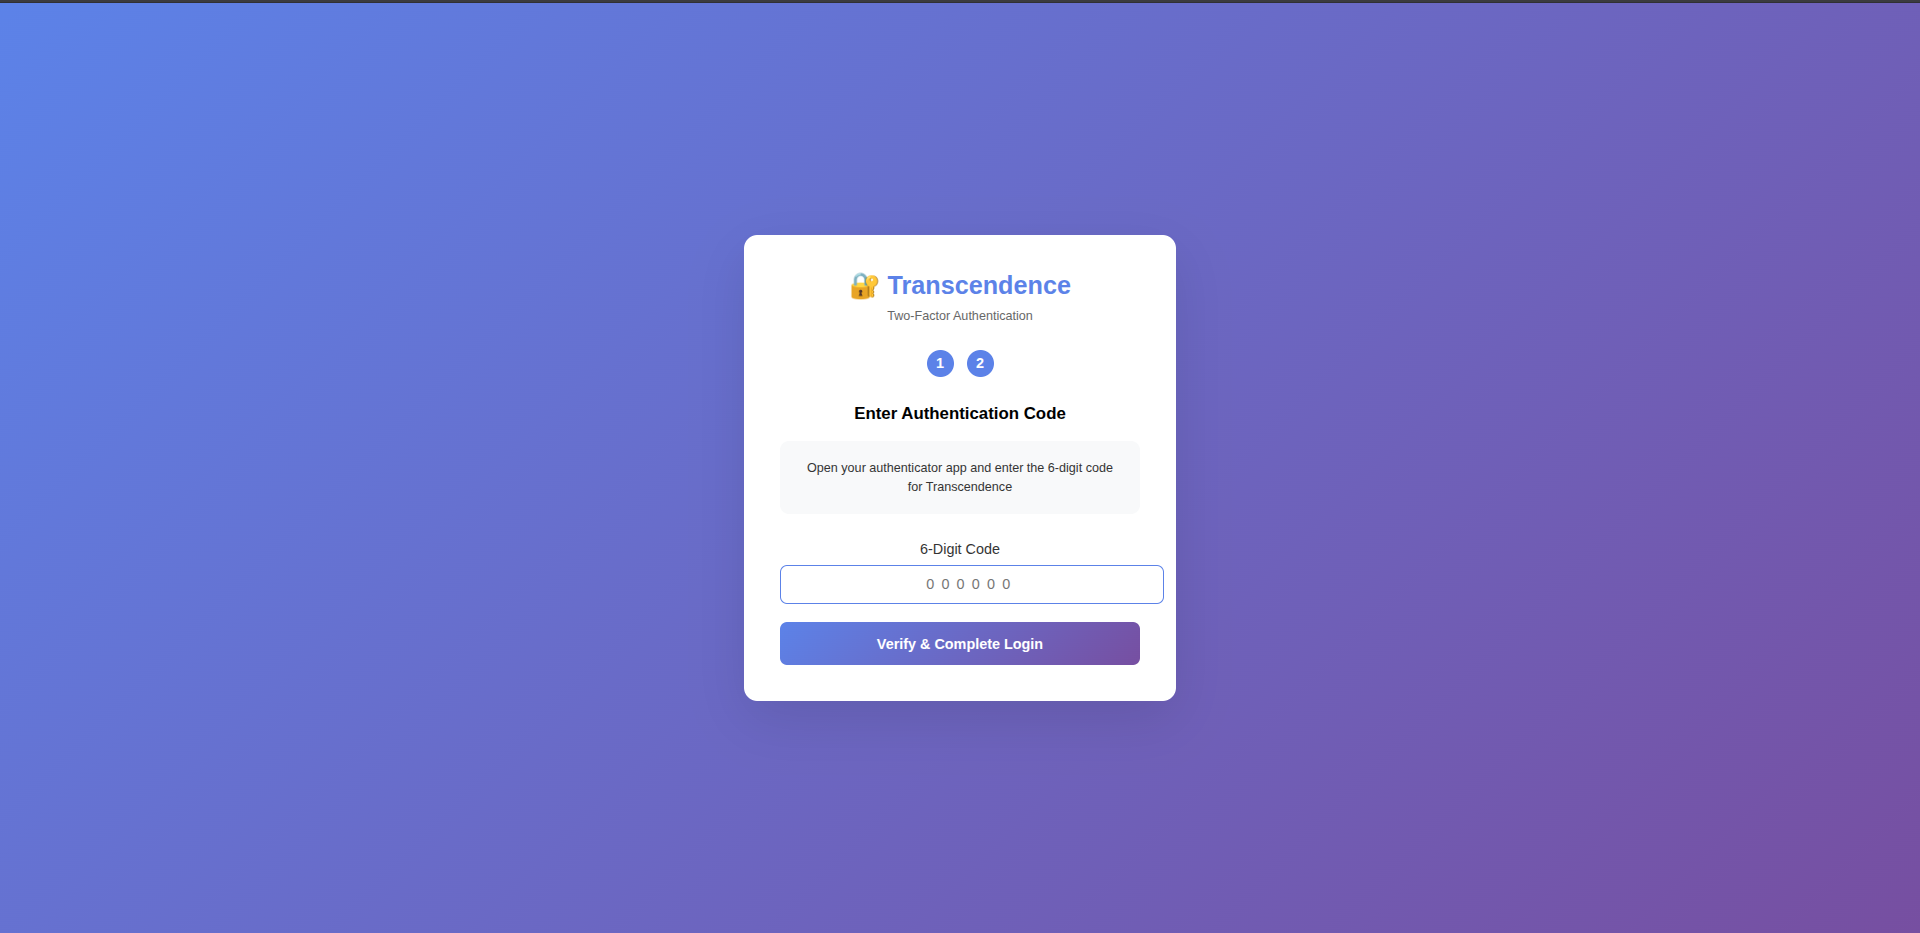 🔐 Transcendence
Two-Factor Authentication
1 2
Enter Authentication Code
Open your authenticator app and enter the 6-digit code
for Transcendence
6-Digit Code
000000
Verify & Complete Login